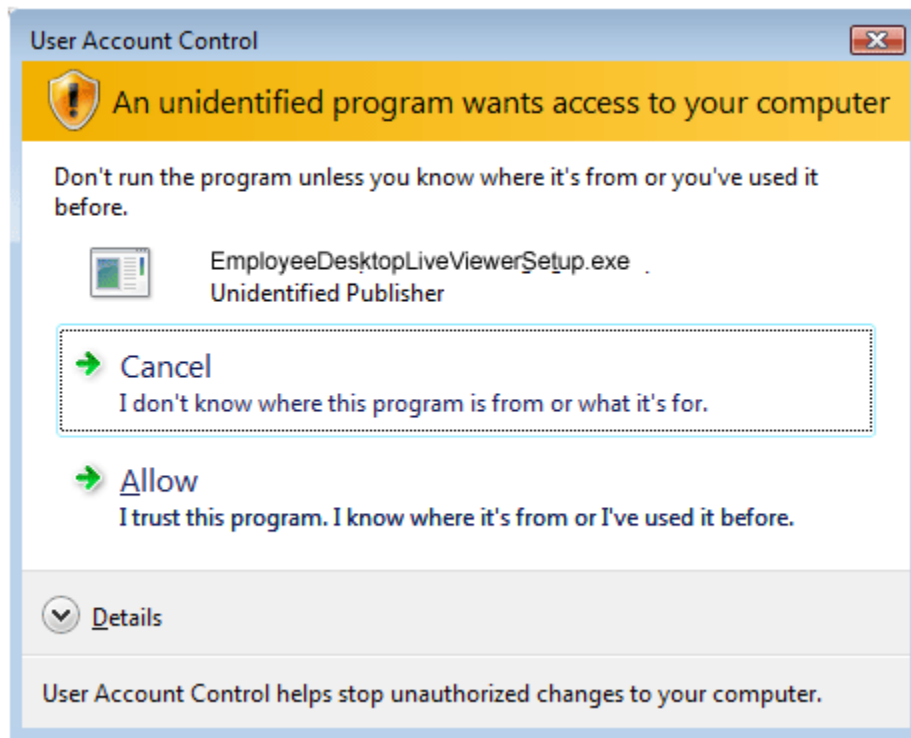 User Account Control
An unidentified program wants access to your computer
Don't run the program unless you know where it's from or you've used it
before.
EmployeeDesktopLiveViewerSetup.exe .
Unidentified Publisher
Cancel
I don't know where this program is from or what it's for.
Allow
I trust this program. I know where it's from or I've used it before.
Details
User Account Control helps stop unauthorized changes to your computer.